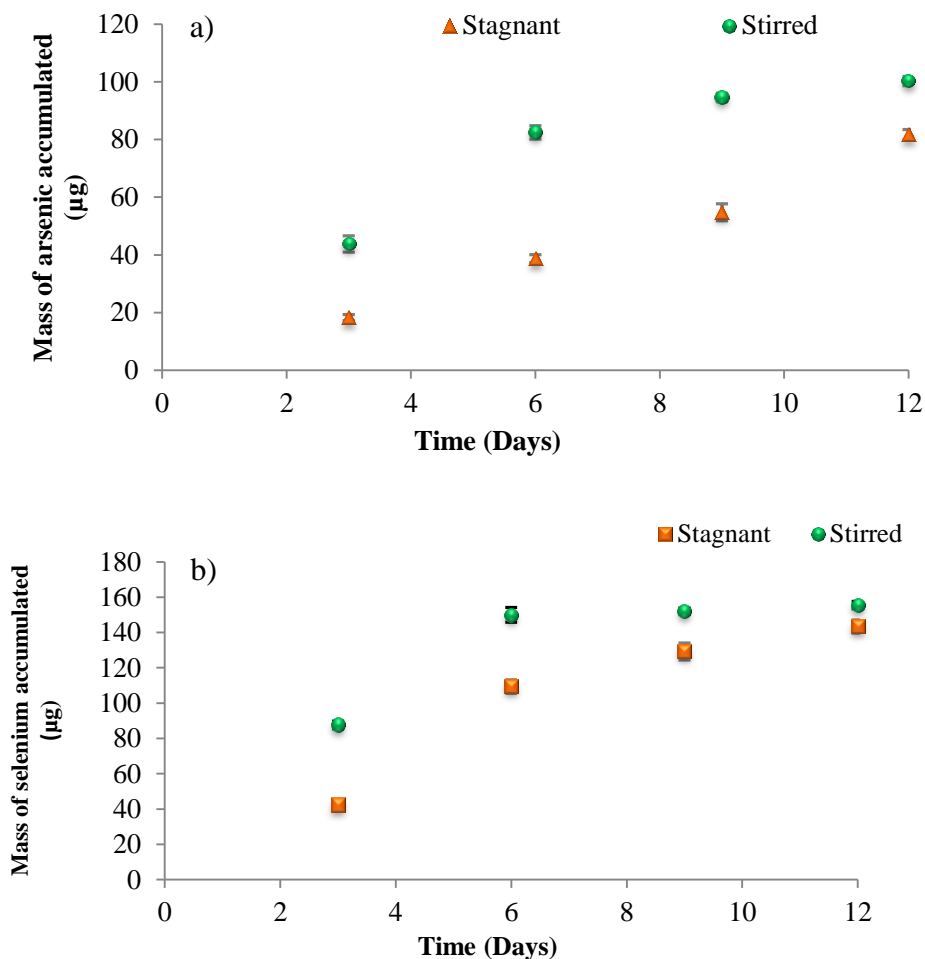 a)
Stagnant Stirred
120
100
80
60
40
20
0
0 2 4 6 8 10 12
Mass of arsenic accumulated
(µg)
Time (Days)
Stagnant Stirred
b)
180
160
140
120
100
80
60
40
20
0
0 2 4 6 8 10 12
Mass of selenium accumulated
(µg)
Time (Days)